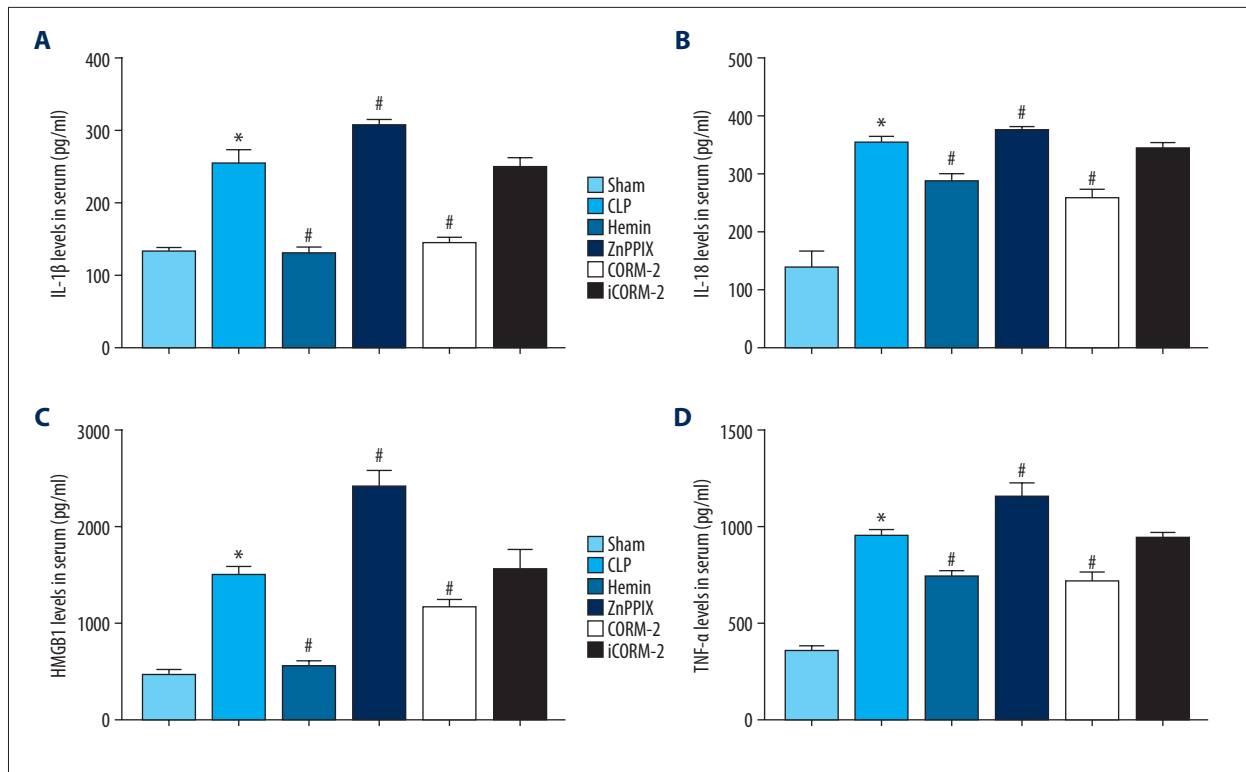 A
IL-1β levels in serum (pg/ml)
400
300
200
100
0
*
#
#
#
Sham
CLP
Hemin
ZnPPIX
CORM-2
iCORM-2
B
IL-18 levels in serum (pg/ml)
500
400
300
200
100
0
*
#
#
#
C
HMGB1 levels in serum (pg/ml)
3000
2000
1000
0
*
#
#
#
Sham
CLP
Hemin
ZnPPIX
CORM-2
iCORM-2
D
TNF-α levels in serum (pg/ml)
1500
1000
500
0
*
#
#
#